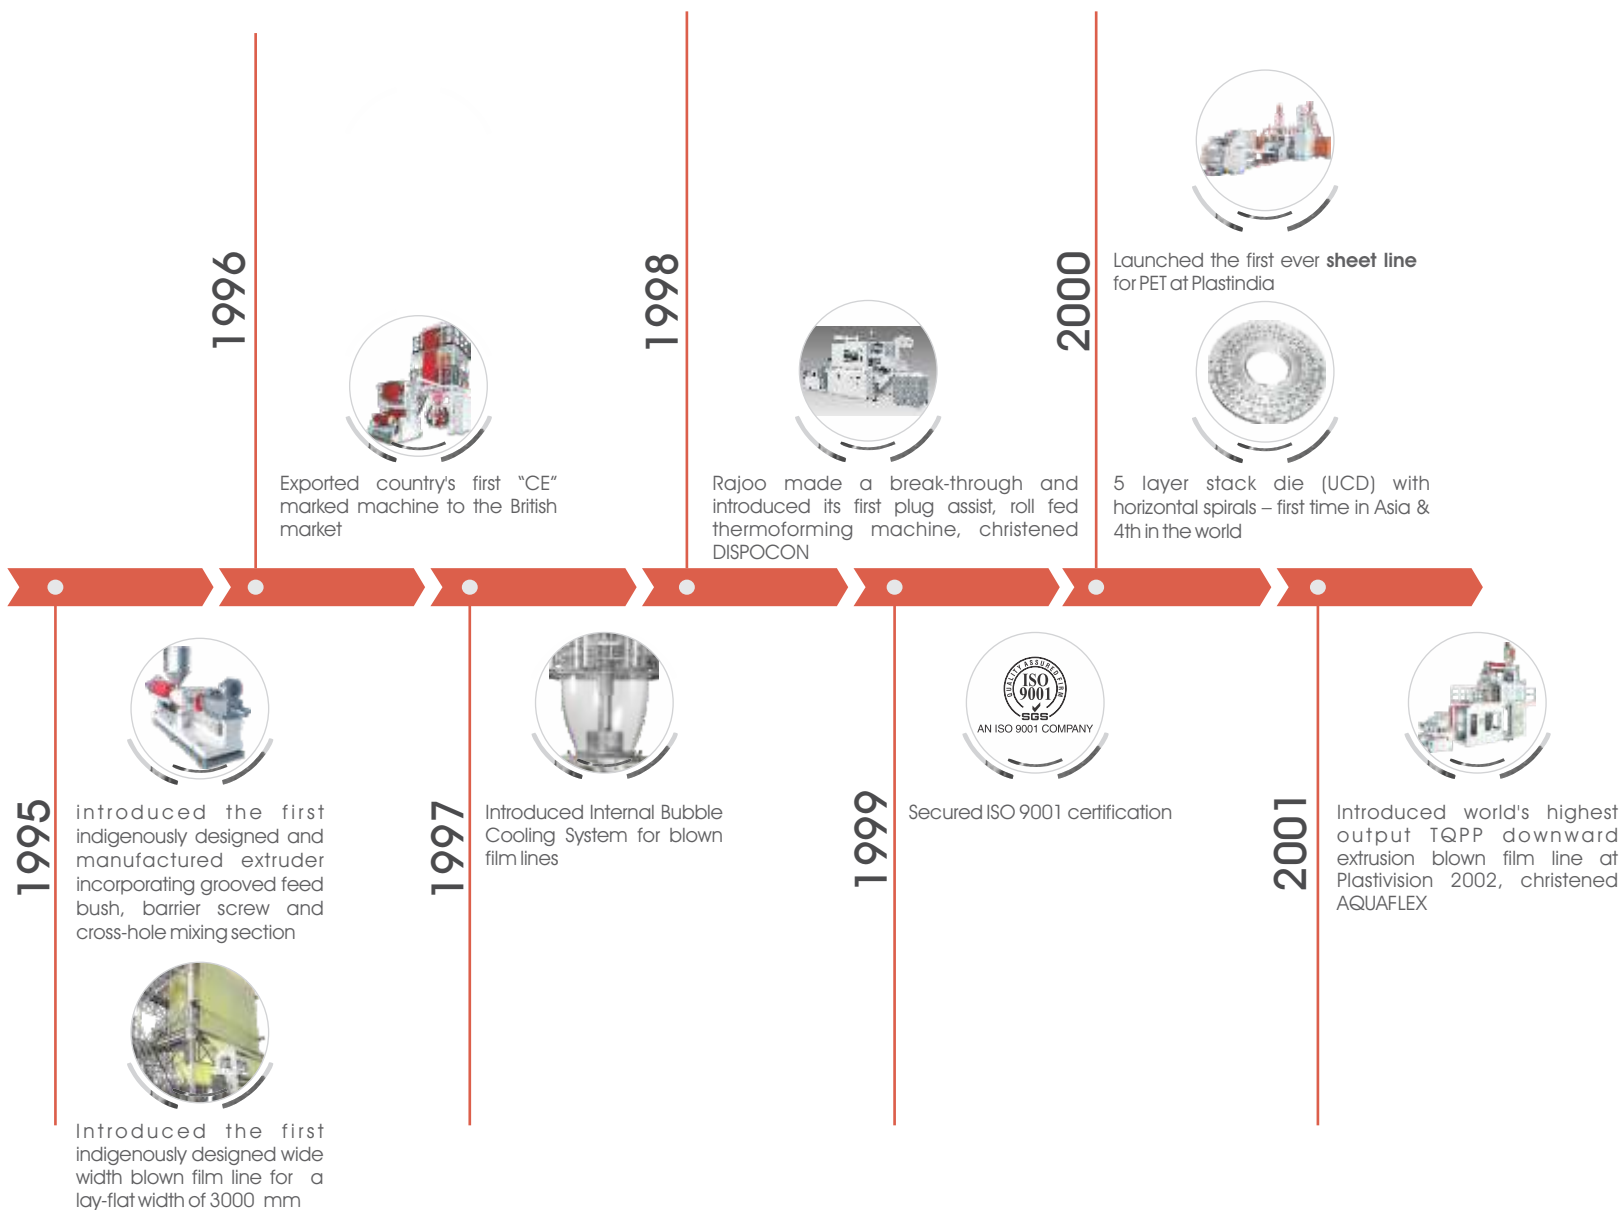 1995
introduced the first
indigenously designed and
manufactured extruder
incorporating grooved feed
bush, barrier screw and
cross-hole mixing section
Introduced the first
indigenously designed wide
width blown film line for a
lay-flat width of 3000 mm
1996
Exported country's first “CE”
marked machine to the British
market
1997
Introduced Internal Bubble
Cooling System for blown
film lines
1998
Rajoo made a break-through and
introduced its first plug assist, roll fed
thermoforming machine, christened
DISPOCON
1999
QUALITY ASSURED FIRM
ISO
9001
SGS
AN ISO 9001 COMPANY
Secured ISO 9001 certification
2000
Launched the first ever sheet line
for PET at Plastindia
5 layer stack die (UCD) with
horizontal spirals – first time in Asia &
4th in the world
2001
Introduced world's highest
output TQPP downward
extrusion blown film line at
Plastivision 2002, christened
AQUAFLEX